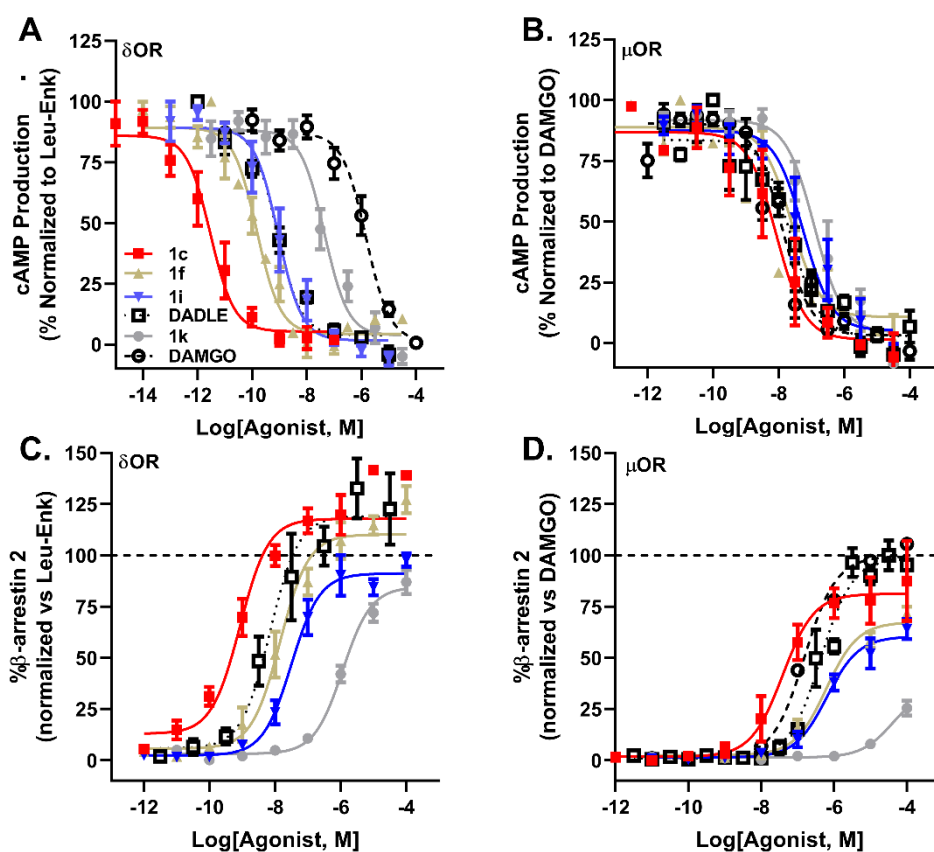 A.
δOR
cAMP Production
(% Normalized to Leu-Enk)
100
75
50
25
0
1c
1f
1i
DADLE
1k
DAMGO
-14 -12 -10 -8 -6 -4
Log[Agonist, M]
B.
μOR
cAMP Production
(% Normalized to DAMGO)
100
75
50
25
0
-12 -10 -8 -6 -4
Log[Agonist, M]
C.
δOR
%β-arrestin 2
(normalized vs Leu-Enk)
150
125
100
75
50
25
0
-12 -10 -8 -6 -4
Log[Agonist, M]
D.
μOR
%β-arrestin 2
(normalized vs DAMGO)
150
125
100
75
50
25
0
-12 -10 -8 -6 -4
Log[Agonist, M]